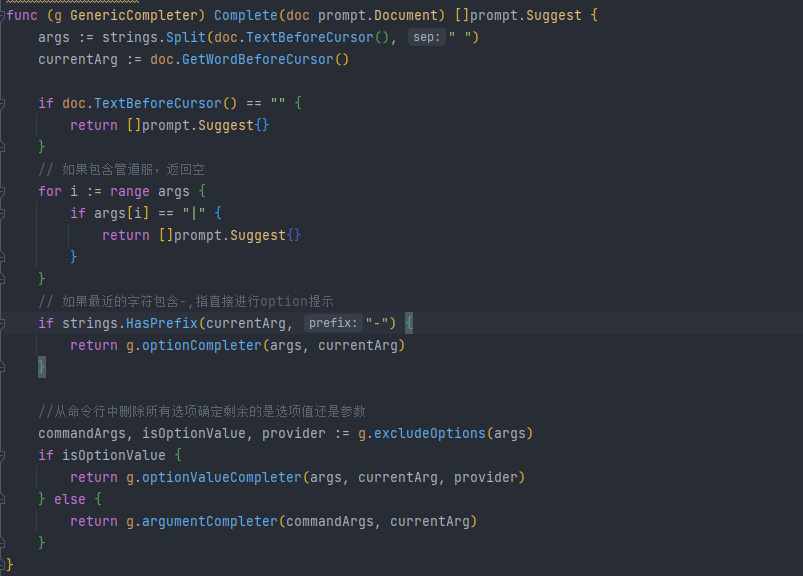 func (g GenericCompleter) Complete(doc prompt.Document) []prompt.Suggest {
args := strings.Split(doc.TextBeforeCursor(), sep: " ")
currentArg := doc.GetWordBeforeCursor()
if doc.TextBeforeCursor() == "" {
return []prompt.Suggest{}
}
// 如果包含管道服，返回空
for i := range args {
if args[i] == "|" {
return []prompt.Suggest{}
}
}
// 如果最近的字符包含-,指直接进行option提示
if strings.HasPrefix(currentArg, prefix: "-") {
return g.optionCompleter(args, currentArg)
}
//从命令行中删除所有选项确定剩余的是选项值还是参数
commandArgs, isOptionValue, provider := g.excludeOptions(args)
if isOptionValue {
return g.optionValueCompleter(args, currentArg, provider)
} else {
return g.argumentCompleter(commandArgs, currentArg)
}
}